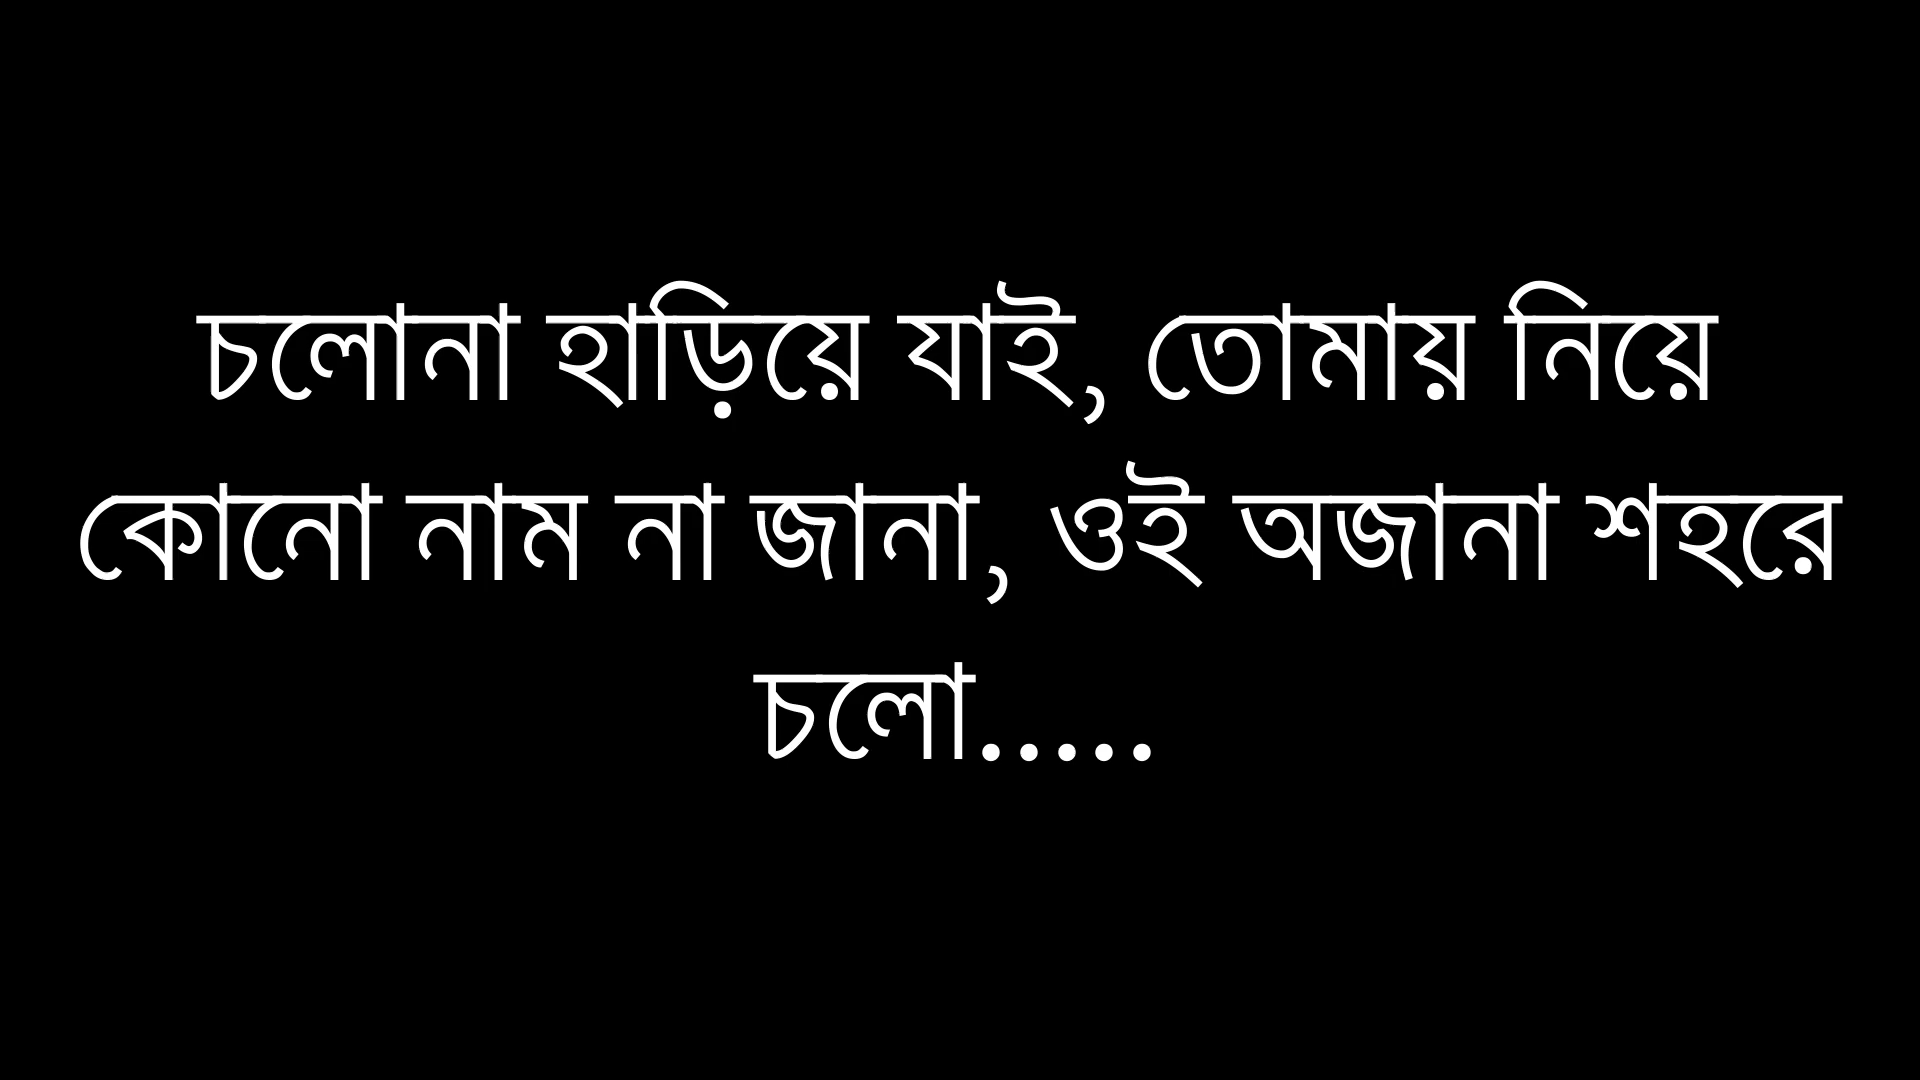 চলোনা হাড়িয়ে যাই, তোমায় নিয়ে
কোনো নাম না জানা, ওই অজানা শহরে
চলো.....